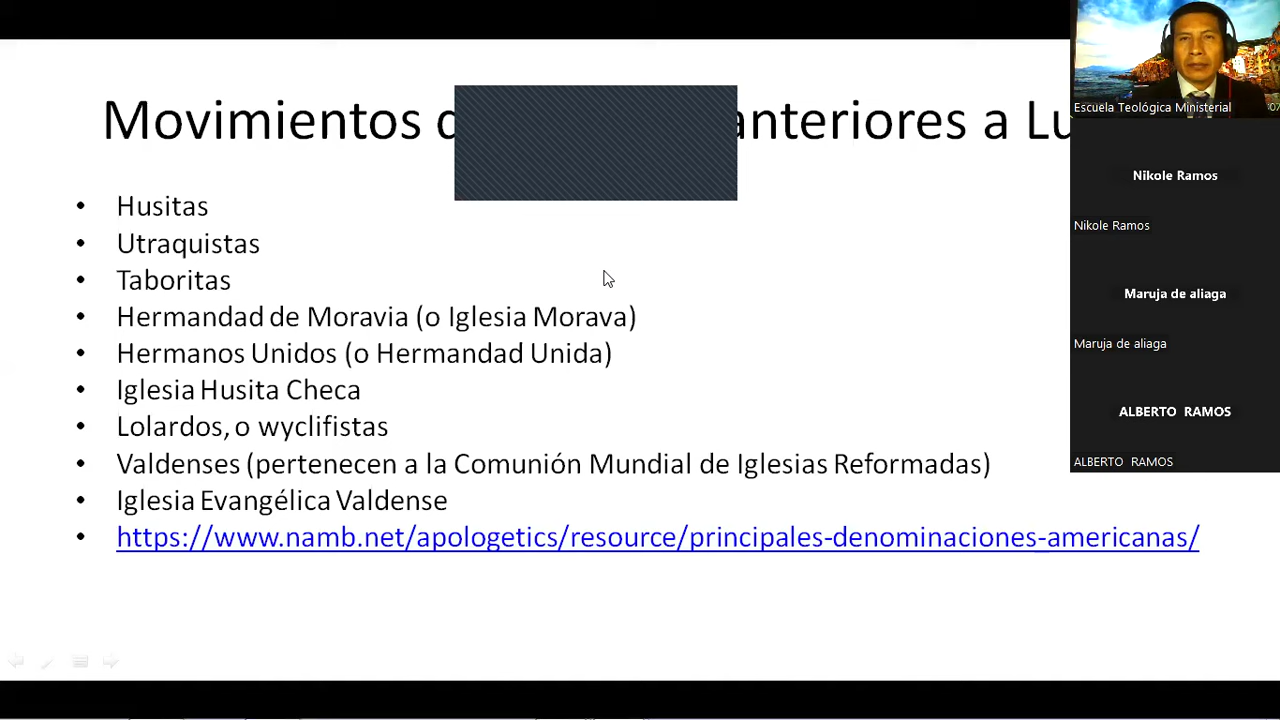 Movimientos anteriores a
Husitas
Utraquistas
Taboritas
Hermandad de Moravia (o Iglesia Morava)
Hermanos Unidos (o Hermandad Unida)
Iglesia Husita Checa
Lolardos, o wyclifistas
Valdenses (pertenecen a la Comunión Mundial de Iglesias Reformadas)
Iglesia Evangélica Valdense
https://www.namb.net/apologetics/resource/principales-denominaciones-americanas/
Escuela Teológica Ministerial
Nikole Ramos
Nikole Ramos
Maruja de aliaga
Maruja de aliaga
ALBERTO RAMOS
ALBERTO RAMOS